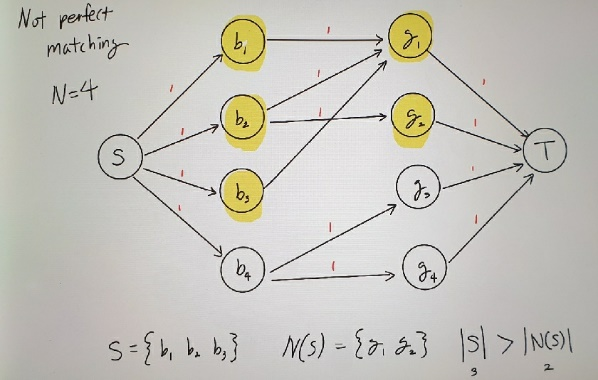 Not perfect
matching
N=4
S
b₁
b₂
b₃
b₄
g₁
g₂
g₃
g₄
T
1
1
1
1
1
1
1
1
1
1
1
1
1
S={b₁ b₂ b₃} N(S) = {g₁ g₂} |S| > |N(S)|
3 2